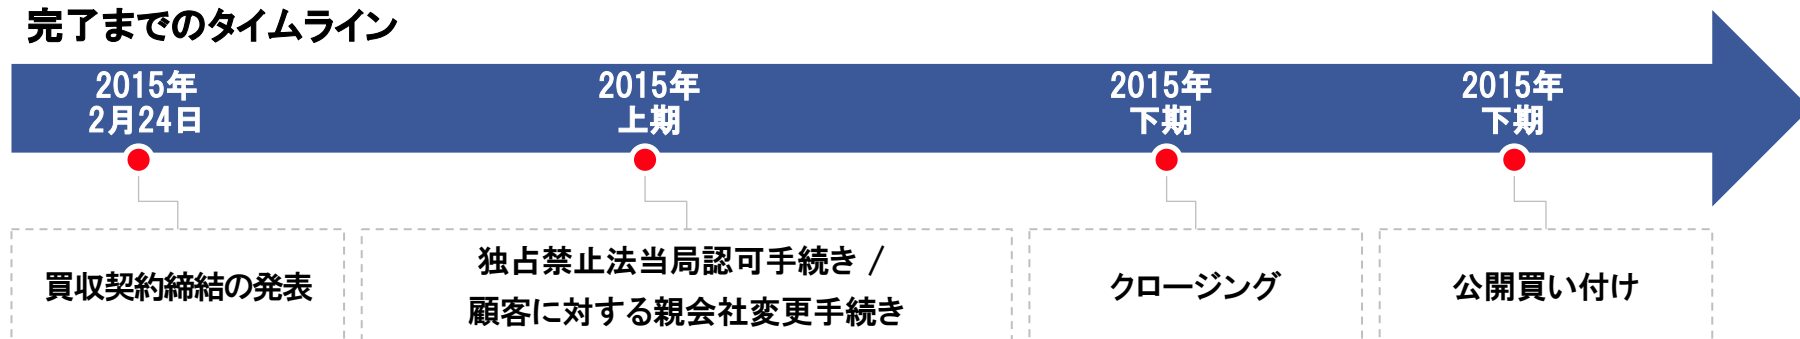 完了までのタイムライン
2015年
2月24日
2015年
上期
2015年
下期
2015年
下期
買収契約締結の発表
独占禁止法当局認可手続き /
顧客に対する親会社変更手続き
クロージング
公開買い付け